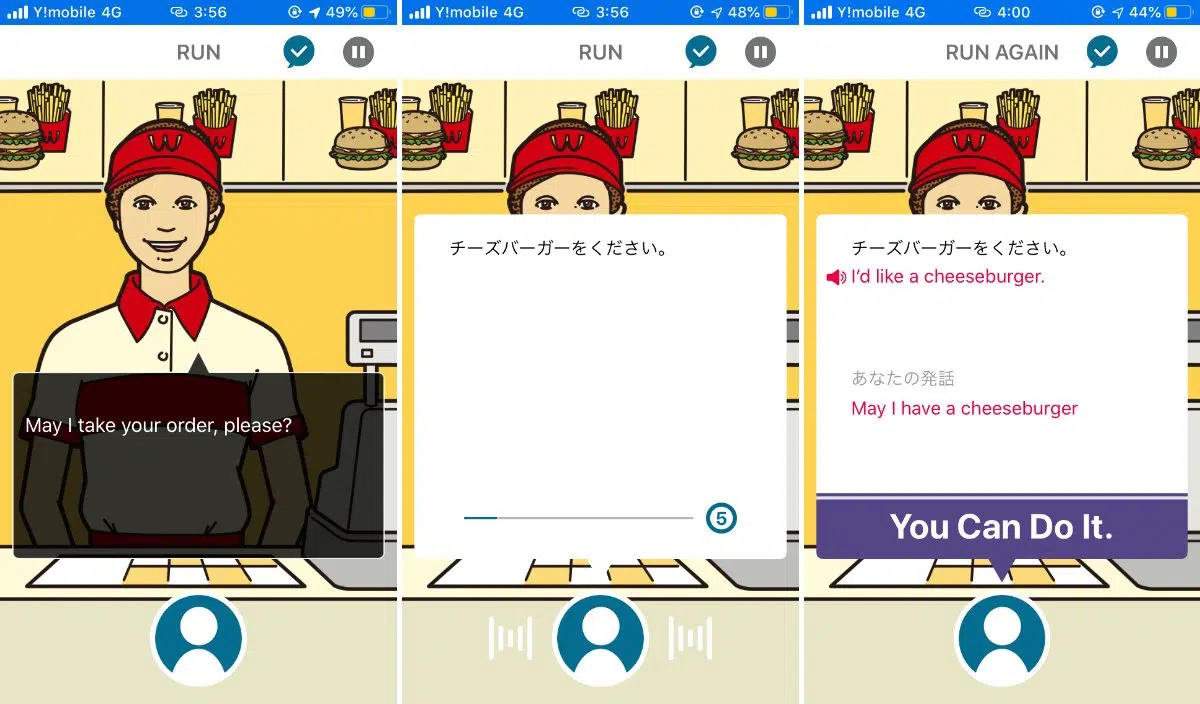 Y!mobile 4G 3:56 49%
RUN
May I take your order, please?
Y!mobile 4G 3:56 48%
RUN
チーズバーガーをください。
5
Y!mobile 4G 4:00 44%
RUN AGAIN
チーズバーガーをください。
I'd like a cheeseburger.
あなたの発話
May I have a cheeseburger
You Can Do It.